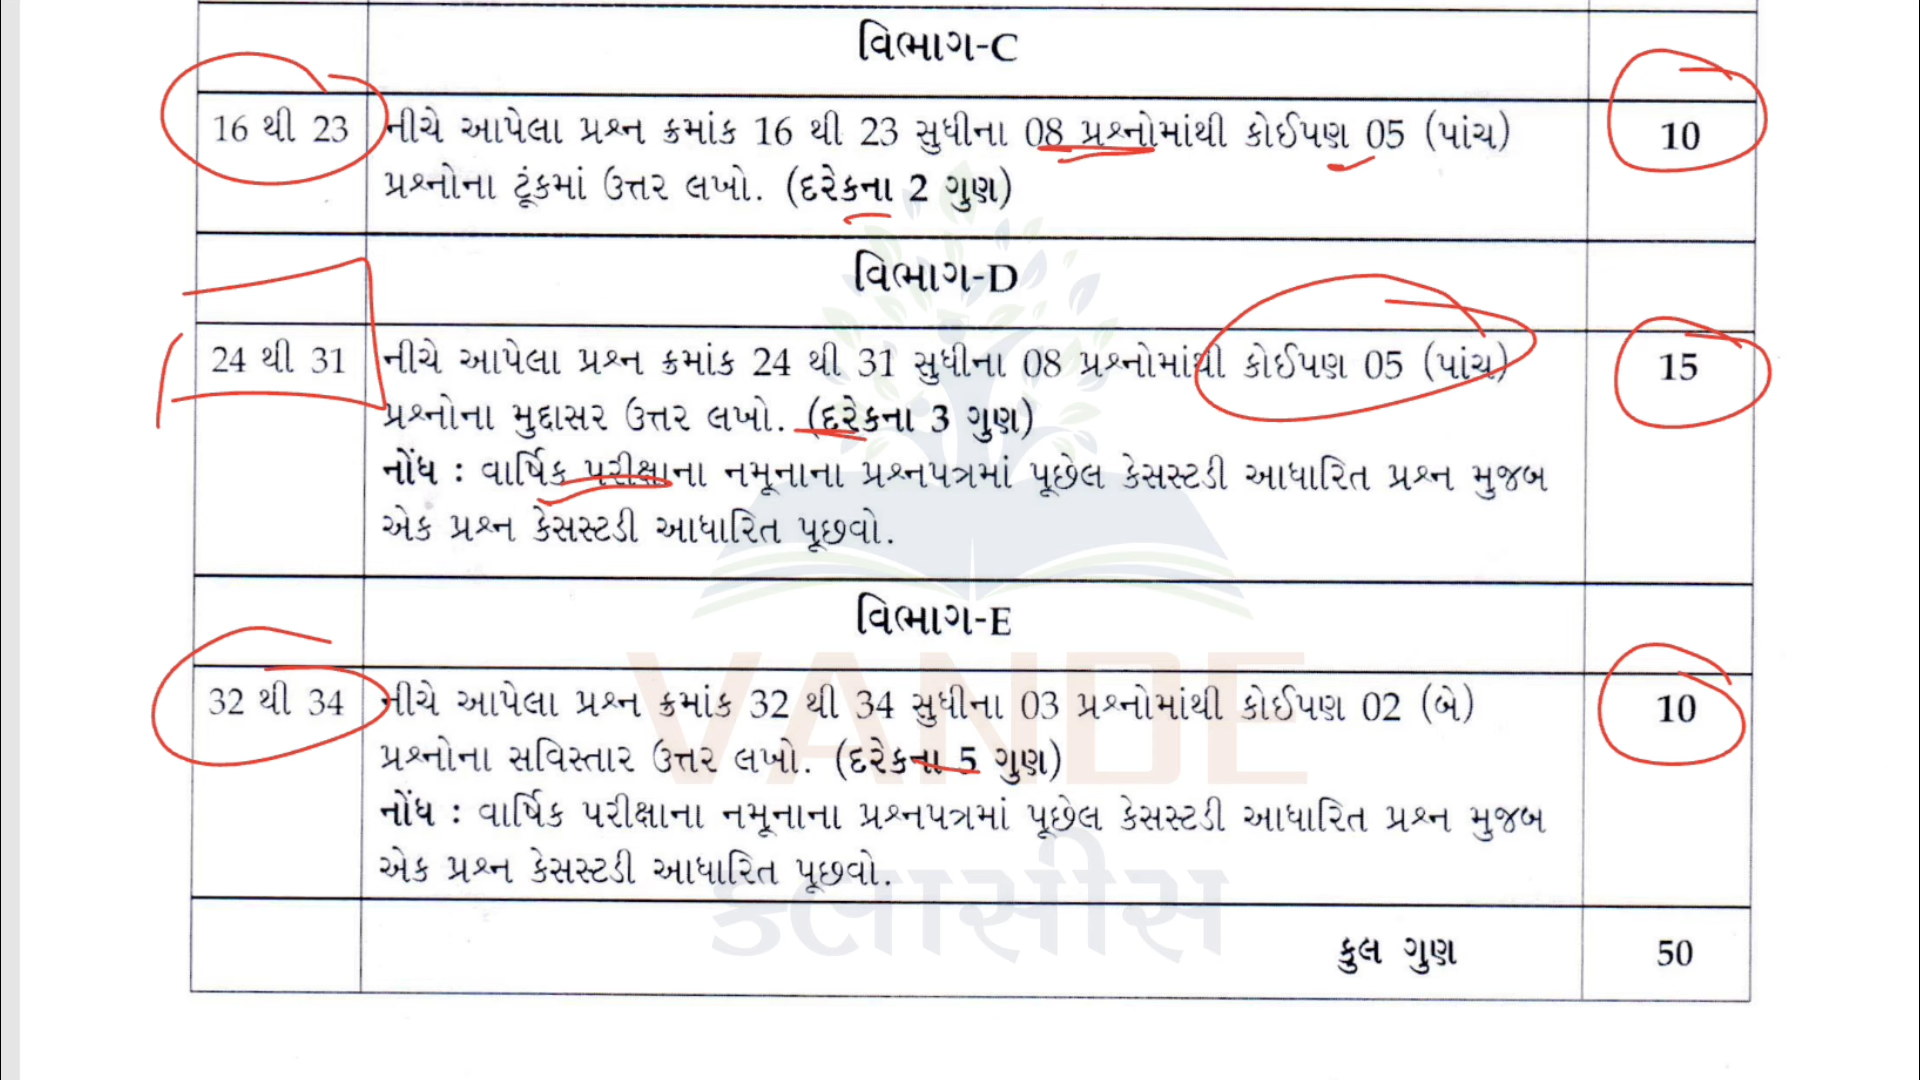 વિભાગ-C
16 થી 23 નીચે આપેલા પ્રશ્ન ક્રમાંક 16 થી 23 સુધીના 08 પ્રશ્નોમાંથી કોઈપણ 05 (પાંચ) 10
પ્રશ્નોના ટૂંકમાં ઉત્તર લખો. (દરેકના 2 ગુણ)
વિભાગ-D
24 થી 31 નીચે આપેલા પ્રશ્ન ક્રમાંક 24 થી 31 સુધીના 08 પ્રશ્નોમાંથી કોઈપણ 05 (પાંચ) 15
પ્રશ્નોના મુદ્દાસર ઉત્તર લખો. (દરેકના 3 ગુણ)
નોંધ : વાર્ષિક પરીક્ષાના નમૂનાના પ્રશ્નપત્રમાં પૂછેલ કેસસ્ટડી આધારિત પ્રશ્ન મુજબ
એક પ્રશ્ન કેસસ્ટડી આધારિત પૂછવો.
વિભાગ-E
32 થી 34 નીચે આપેલા પ્રશ્ન ક્રમાંક 32 થી 34 સુધીના 03 પ્રશ્નોમાંથી કોઈપણ 02 (બે) 10
પ્રશ્નોના સવિસ્તાર ઉત્તર લખો. (દરેકના 5 ગુણ)
નોંધ : વાર્ષિક પરીક્ષાના નમૂનાના પ્રશ્નપત્રમાં પૂછેલ કેસસ્ટડી આધારિત પ્રશ્ન મુજબ
એક પ્રશ્ન કેસસ્ટડી આધારિત પૂછવો.
કુલ ગુણ 50
VANDE
ક્લાસીસ